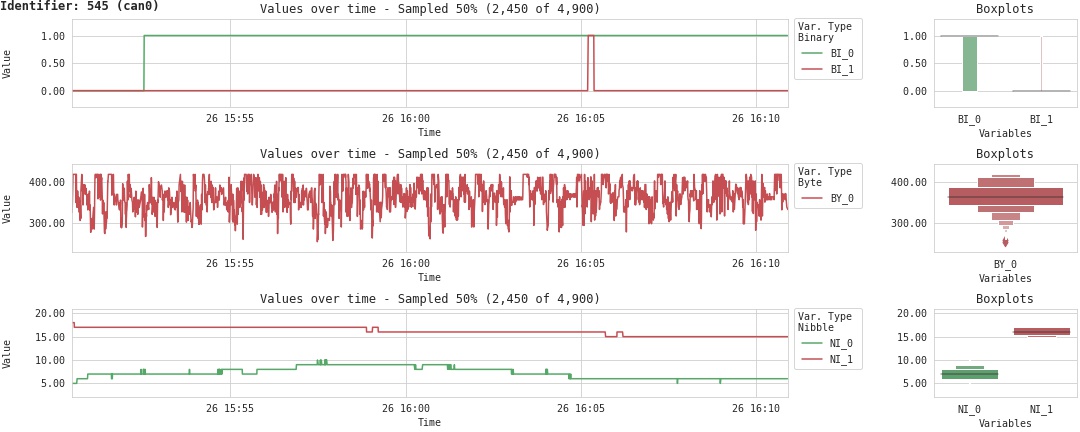 Identifier: 545 (can0)
Values over time - Sampled 50% (2,450 of 4,900)
Boxplots
Value
1.00
0.50
0.00
26 15:55
26 16:00
26 16:05
26 16:10
Time
Var. Type
Binary
BI_0
BI_1
1.00
0.50
0.00
BI_0
BI_1
Variables
Values over time - Sampled 50% (2,450 of 4,900)
Boxplots
Value
400.00
300.00
26 15:55
26 16:00
26 16:05
26 16:10
Time
Var. Type
Byte
BY_0
400.00
300.00
BY_0
Variables
Values over time - Sampled 50% (2,450 of 4,900)
Boxplots
Value
20.00
15.00
10.00
5.00
26 15:55
26 16:00
26 16:05
26 16:10
Time
Var. Type
Nibble
NI_0
NI_1
20.00
15.00
10.00
5.00
NI_0
NI_1
Variables